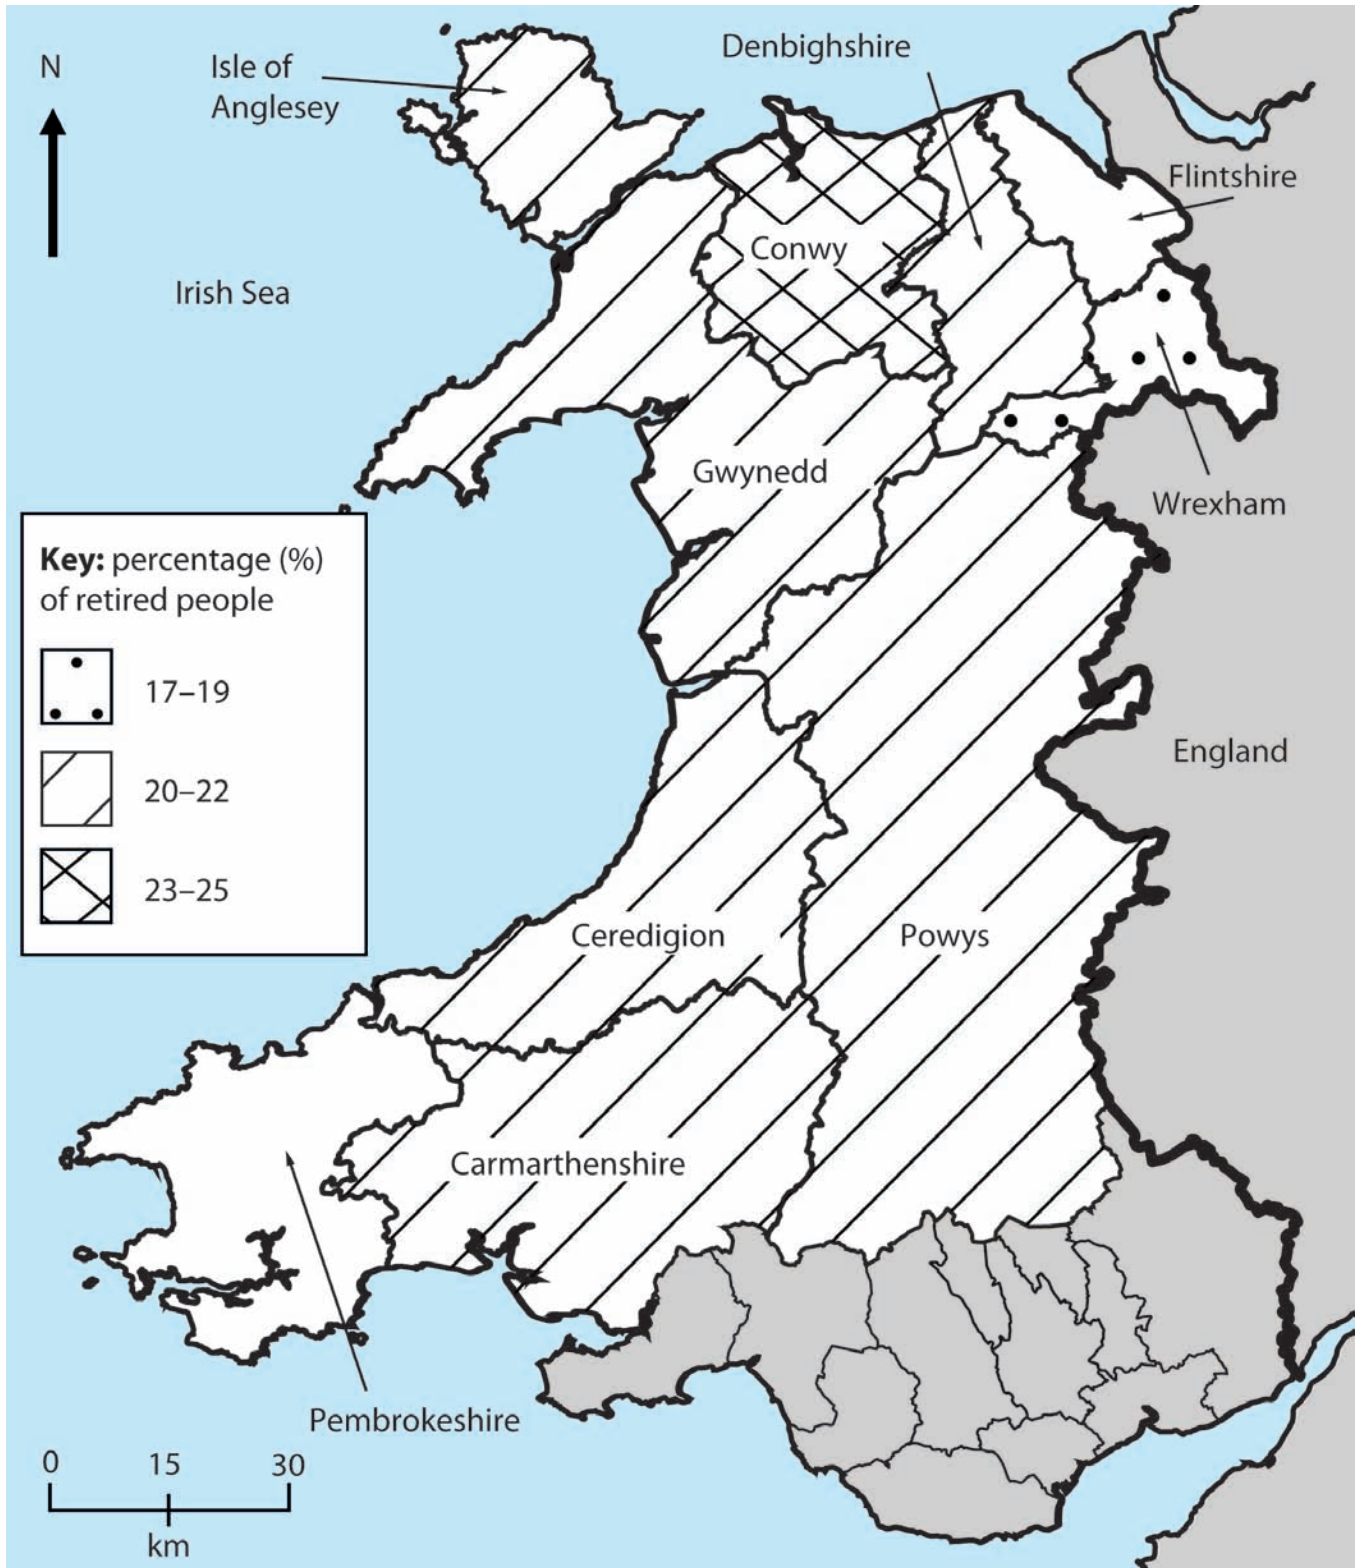 N
Isle of
Anglesey
Denbighshire
Flintshire
Conwy
Irish Sea
Gwynedd
Wrexham
Key: percentage (%)
of retired people
17–19
20–22
23–25
England
Ceredigion
Powys
Carmarthenshire
Pembrokeshire
0 15 30
km